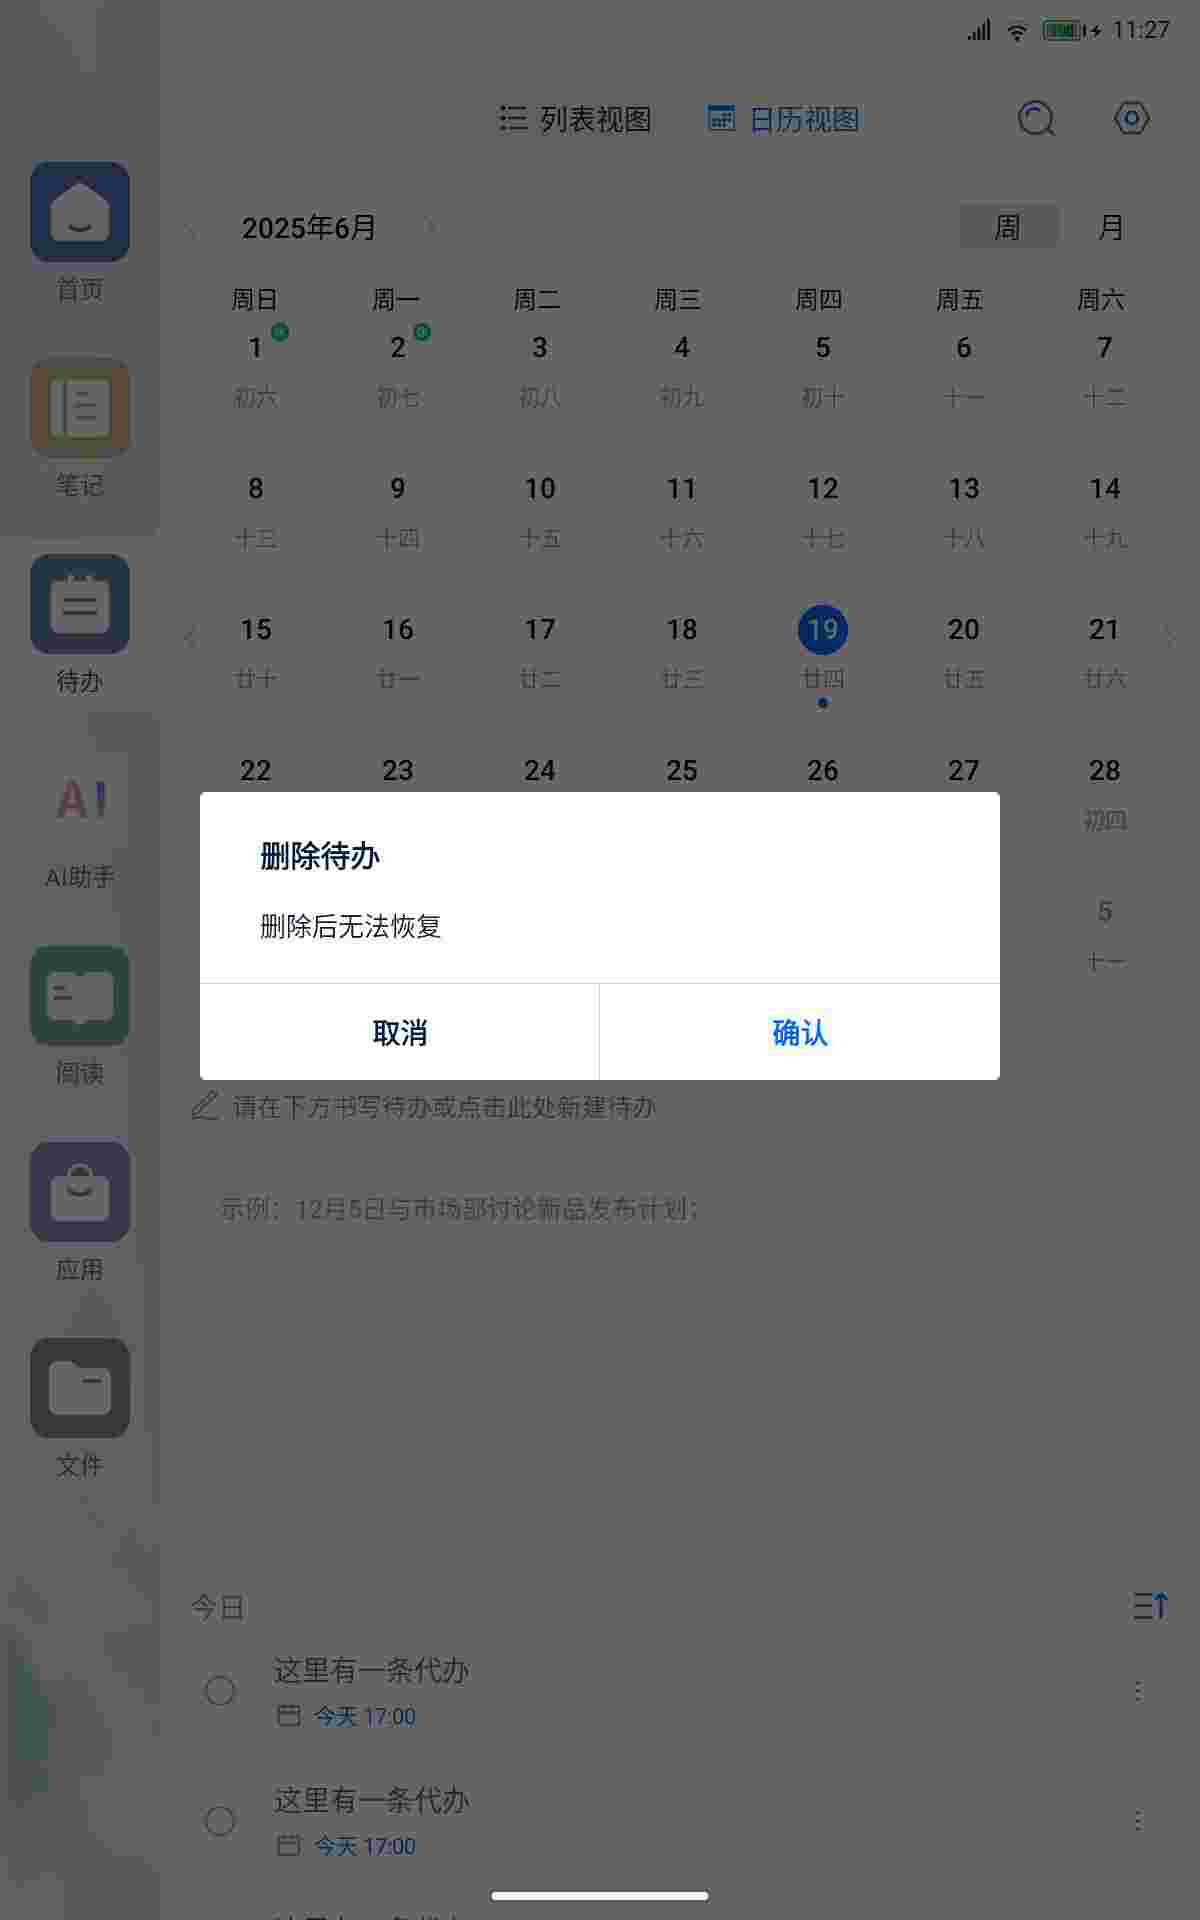 11:27
列表视图 日历视图
2025年6月 周 月
周日 周一 周二 周三 周四 周五 周六
1 2 3 4 5 6 7
初六 初七 初八 初九 初十 十一 十二
8 9 10 11 12 13 14
十三 十四 十五 十六 十七 十八 十九
15 16 17 18 19 20 21
廿十 廿一 廿二 廿三 廿四 廿五 廿六
22 23 24 25 26 27 28
初四
5
十一
删除待办
删除后无法恢复
取消 确认
请在下方书写待办或点击此处新建待办
示例：12月5日与市场部讨论新品发布计划；
今日
这里有一条代办
今天 17:00
这里有一条代办
今天 17:00
首页
笔记
待办
AI
AI助手
阅读
应用
文件